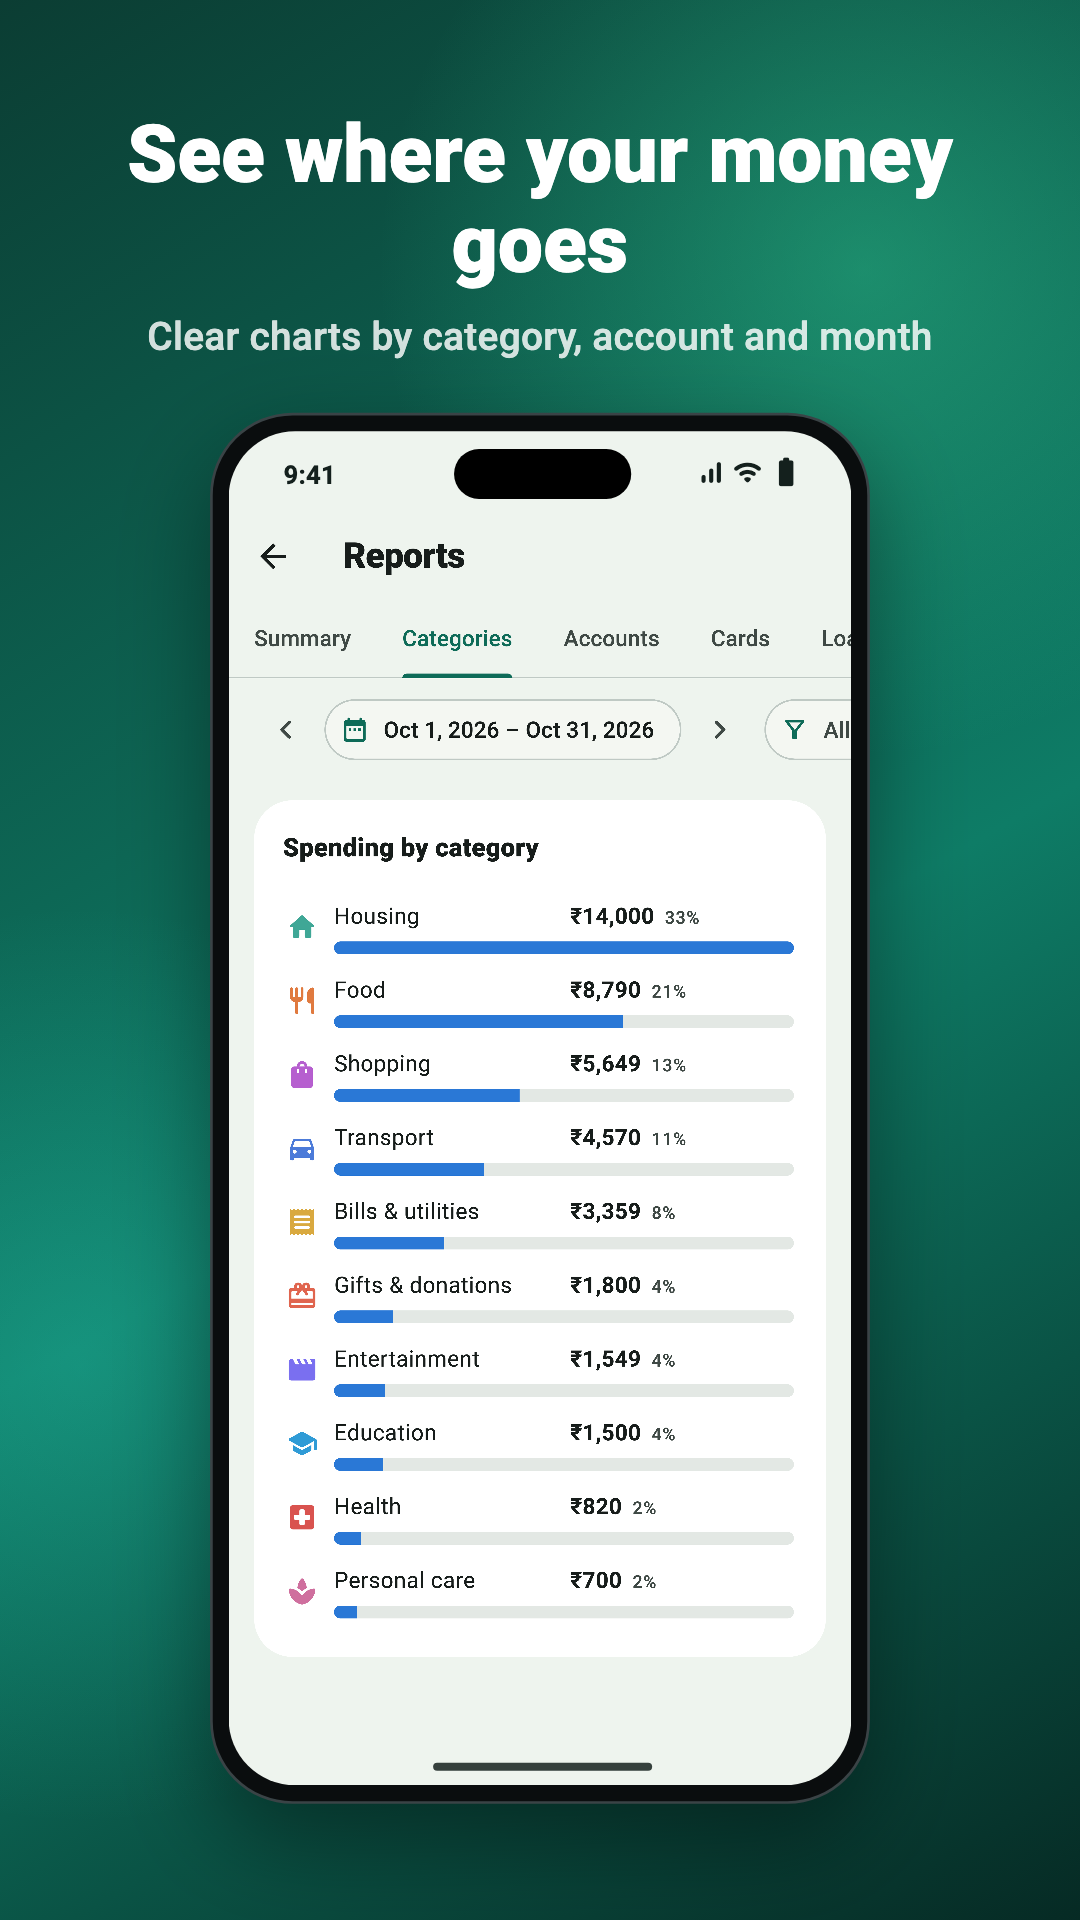 See where your money
goes
Clear charts by category, account and month
9:41
Reports
Summary Categories Accounts Cards Loa
Oct 1, 2026 – Oct 31, 2026 All
Spending by category
Housing ₹14,000 33%
Food ₹8,790 21%
Shopping ₹5,649 13%
Transport ₹4,570 11%
Bills & utilities ₹3,359 8%
Gifts & donations ₹1,800 4%
Entertainment ₹1,549 4%
Education ₹1,500 4%
Health ₹820 2%
Personal care ₹700 2%